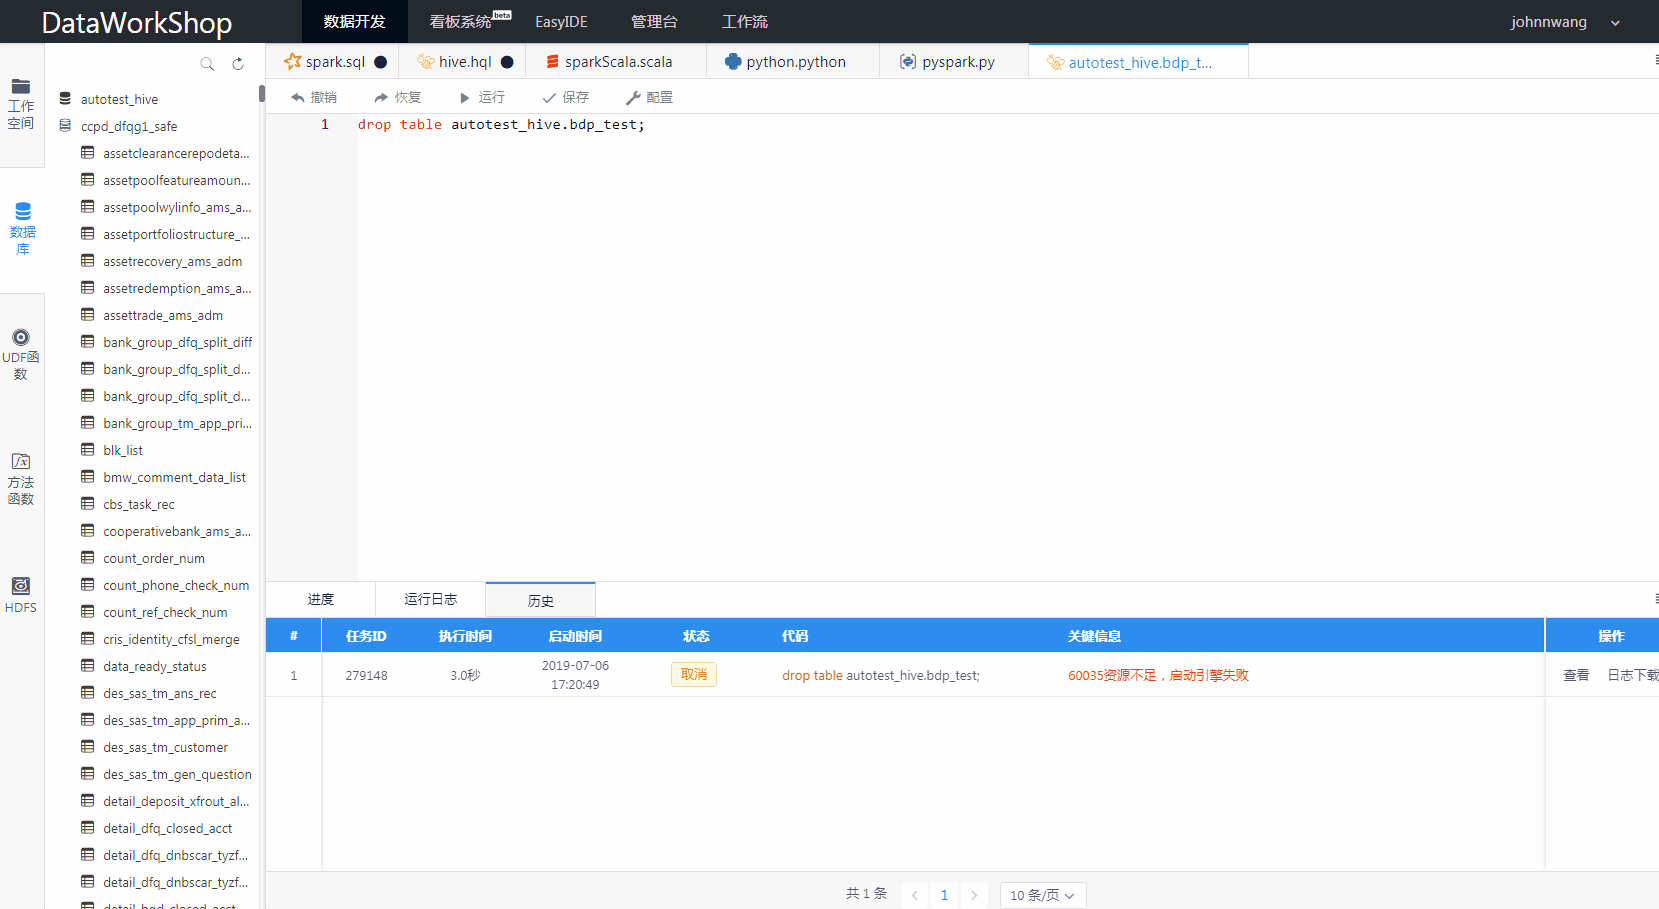 DataWorkShop
数据开发
看板系统 beta
EasyIDE
管理台
工作流
johnnwang
工作
空间
数据
库
UDF函
数
方法
函数
HDFS
autotest_hive
ccpd_dfqg1_safe
assetclearancerepodeta...
assetpoolfeatureamoun...
assetpoolwylinfo_ams_a...
assetportfoliostructure_...
assetrecovery_ams_adm
assetredemption_ams_a...
assettrade_ams_adm
bank_group_dfq_split_diff
bank_group_dfq_split_d...
bank_group_dfq_split_d...
bank_group_tm_app_pri...
blk_list
bmw_comment_data_list
cbs_task_rec
cooperativebank_ams_a...
count_order_num
count_phone_check_num
count_ref_check_num
cris_identity_cfsl_merge
data_ready_status
des_sas_tm_ans_rec
des_sas_tm_app_prim_a...
des_sas_tm_customer
des_sas_tm_gen_question
detail_deposit_xfrout_al...
detail_dfq_closed_acct
detail_dfq_dnbscar_tyzf...
detail_dfq_dnbscar_tyzf...
spark.sql
hive.hql
sparkScala.scala
python.python
pyspark.py
autotest_hive.bdp_t...
撤销
恢复
运行
保存
配置
1 drop table autotest_hive.bdp_test;
进度
运行日志
历史
# 任务ID 执行时间 启动时间 状态 代码 关键信息 操作
1 279148 3.0秒 2019-07-06 17:20:49 取消 drop table autotest_hive.bdp_test; 60035资源不足，启动引擎失败 查看 日志下载
共 1 条 < 1 > 10 条/页